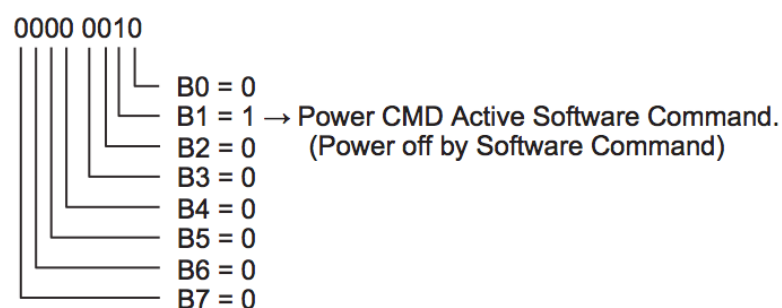 0000 0010
B0 = 0
B1 = 1 → Power CMD Active Software Command.
B2 = 0 (Power off by Software Command)
B3 = 0
B4 = 0
B5 = 0
B6 = 0
B7 = 0